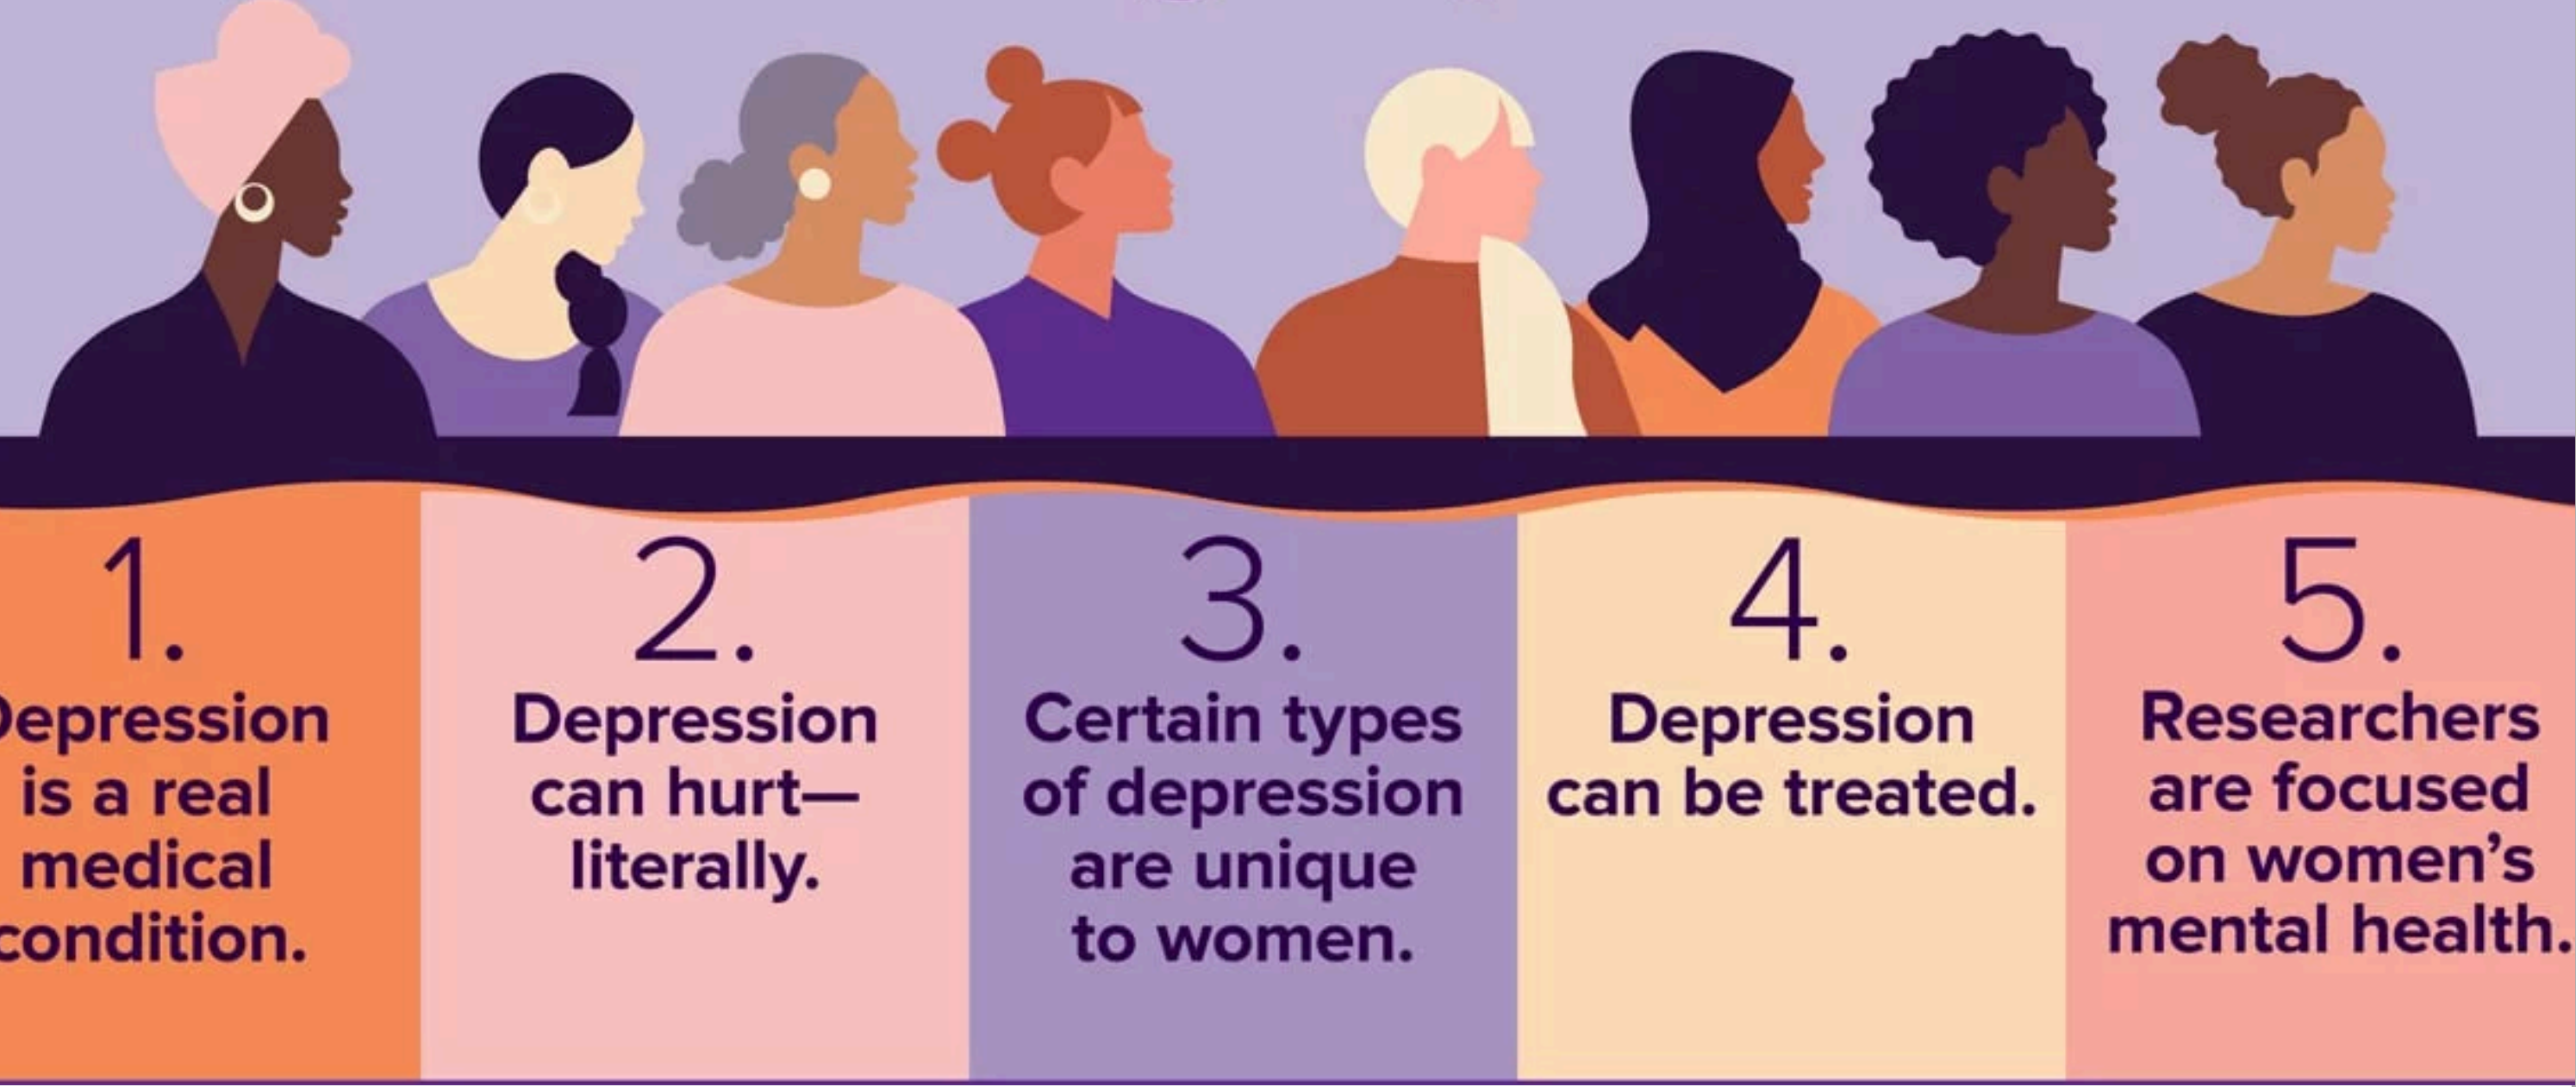 1.
Depression
is a real
medical
condition.
2.
Depression
can hurt—
literally.
3.
Certain types
of depression
are unique
to women.
4.
Depression
can be treated.
5.
Researchers
are focused
on women’s
mental health.